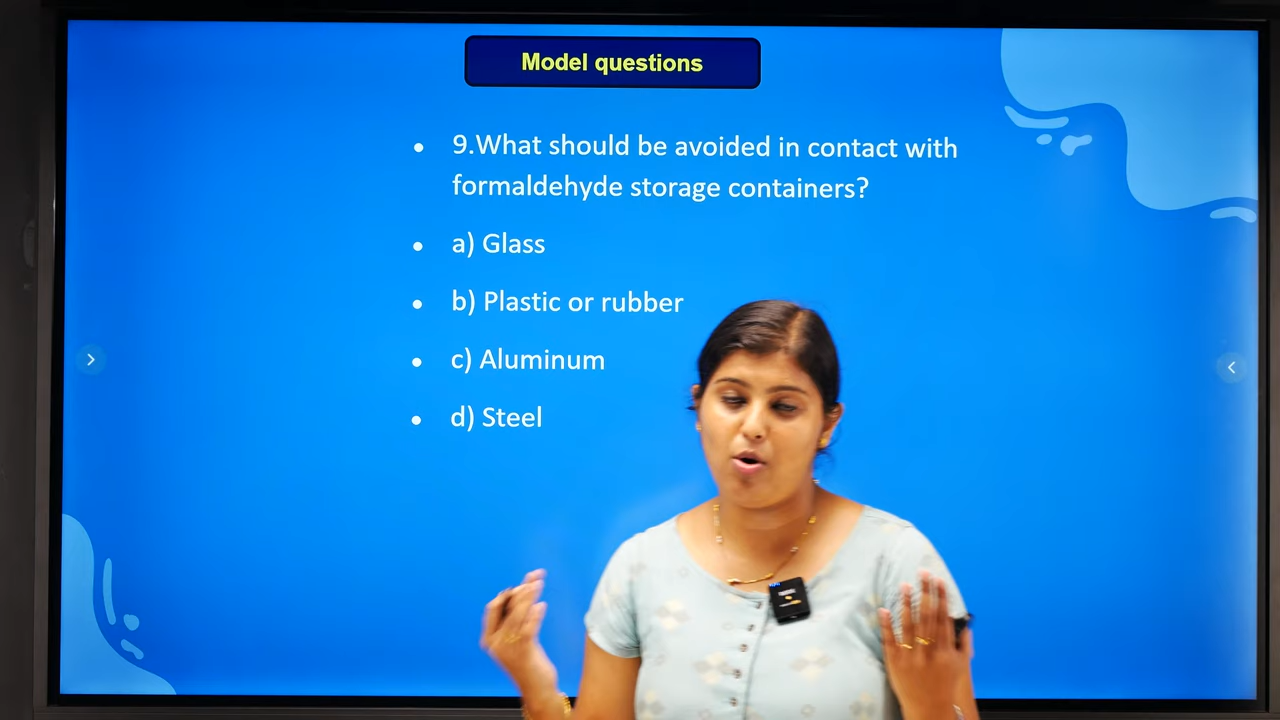 Model questions
• 9.What should be avoided in contact with
formaldehyde storage containers?
• a) Glass
• b) Plastic or rubber
• c) Aluminum
• d) Steel